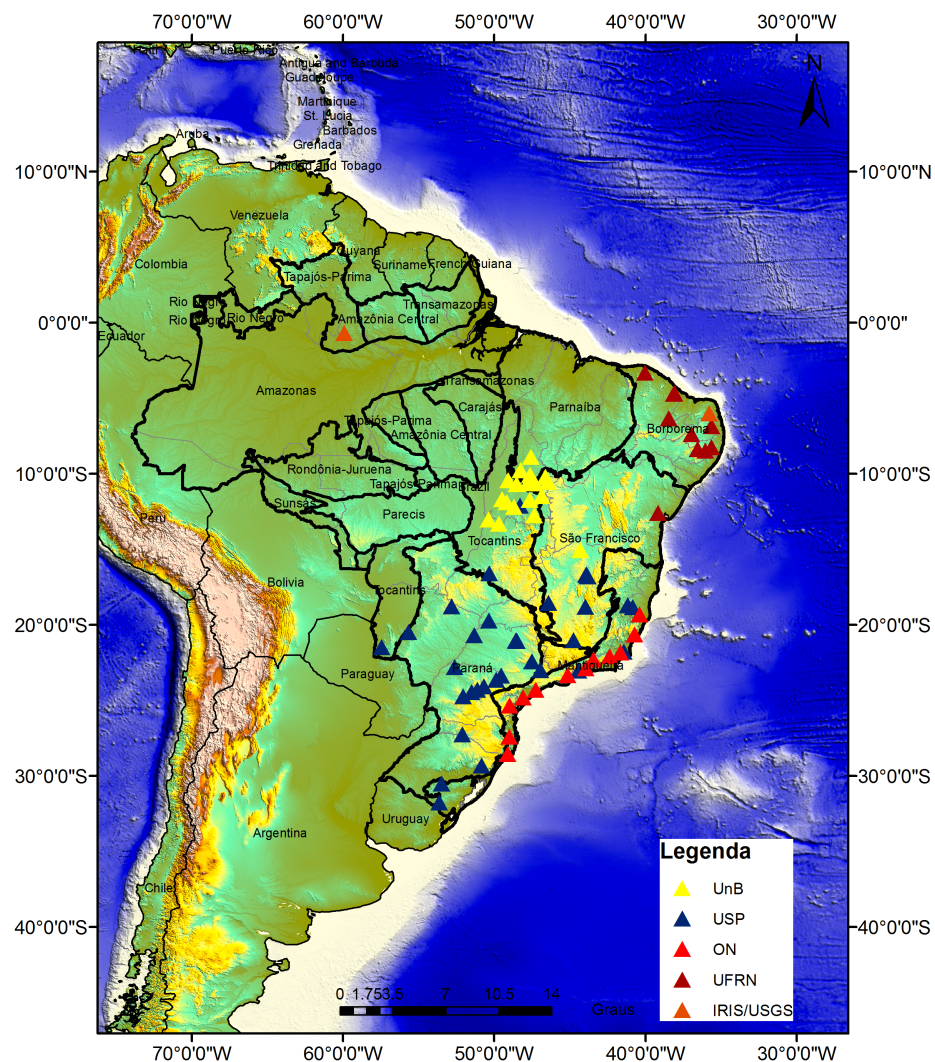 70°0'0"W 60°0'0"W 50°0'0"W 40°0'0"W 30°0'0"W
Haiti
Puerto Rico
Antigua and Barbuda
Guadeloupe
Martinique
St. Lucia
Barbados
Grenada
Aruba
Trinidad and Tobago
N
10°0'0"N 10°0'0"N
Venezuela
Guyana
Colombia
Suriname
French Guiana
Tapajós-Parima
Rio Negro
Transamazonas
Rio Negro
Rio Negro
Amazônia Central
0°0'0" 0°0'0"
Ecuador
Transamazonas
Amazonas
Carajás
Parnaíba
Tapajós-Parima
Amazônia Central
Borborema
Rondônia-Juruena
10°0'0"S 10°0'0"S
Tapajós-Parima
Brazil
Sunsás
Parecis
Peru
Tocantins
São Francisco
Bolivia
Tocantins
20°0'0"S 20°0'0"S
Paraguay
Paraná
Mantiqueira
30°0'0"S 30°0'0"S
Argentina
Uruguay
Chile
40°0'0"S 40°0'0"S
Legenda
UnB
USP
ON
UFRN
IRIS/USGS
0 1.753.5 7 10.5 14
Graus
70°0'0"W 60°0'0"W 50°0'0"W 40°0'0"W 30°0'0"W